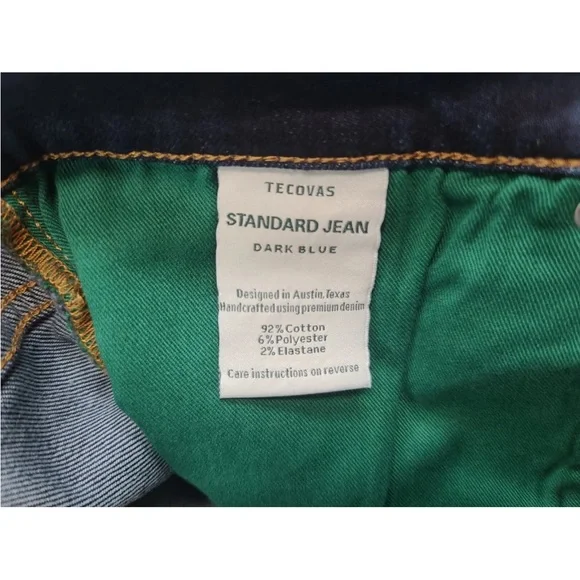 TECOVAS
STANDARD JEAN
DARK BLUE
Designed in Austin, Texas
Handcrafted using premium denim
92% Cotton
6% Polyester
2% Elastane
Care instructions on reverse